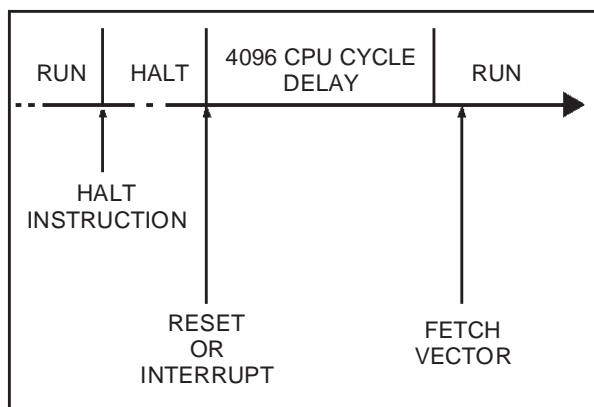 RUN
HALT
4096 CPU CYCLE
DELAY
RUN
HALT
INSTRUCTION
RESET
OR
INTERRUPT
FETCH
VECTOR